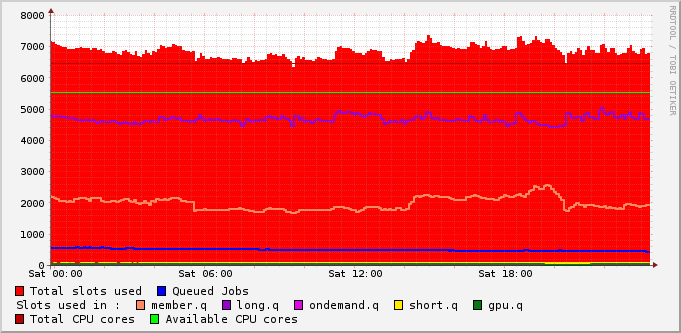 8000
7000
6000
5000
4000
3000
2000
1000
0
Sat 00:00 Sat 06:00 Sat 12:00 Sat 18:00
RRDTOOL / TOBI OETIKER
Total slots used Queued Jobs
Slots used in : member.q long.q ondemand.q short.q gpu.q
Total CPU cores Available CPU cores